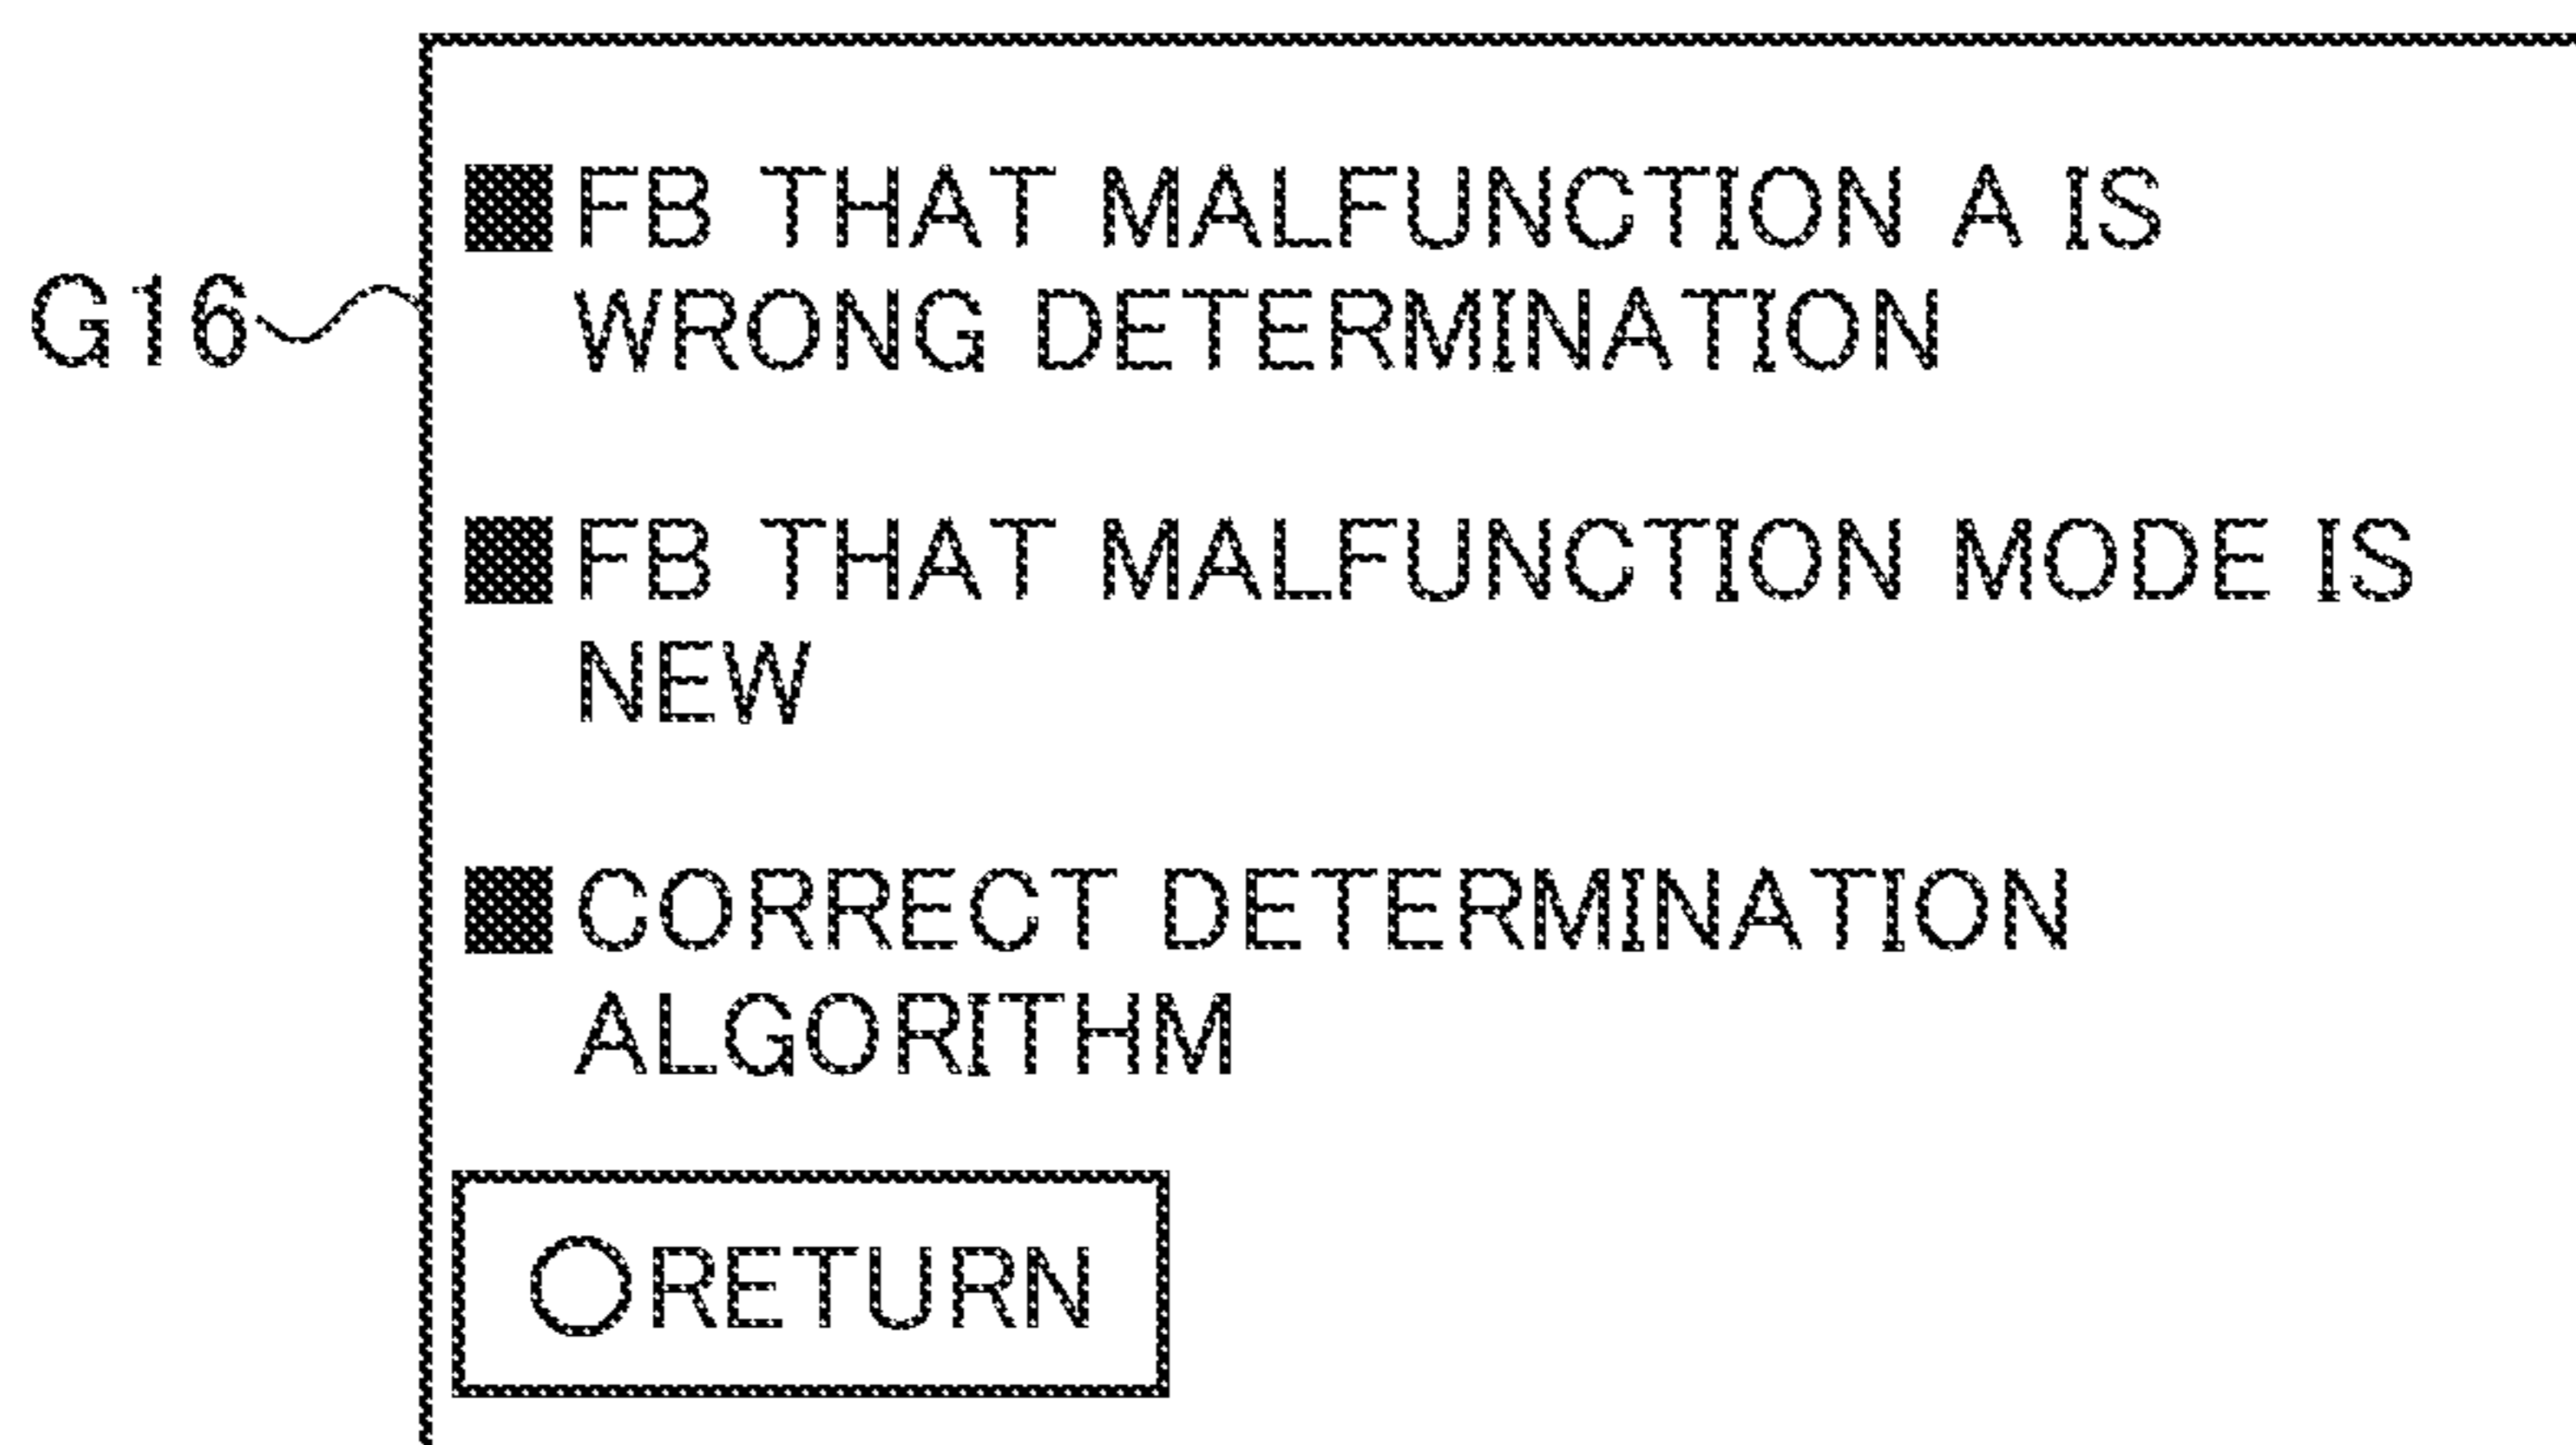 ■FB THAT MALFUNCTION A IS
WRONG DETERMINATION
G16
■FB THAT MALFUNCTION MODE IS
NEW
■CORRECT DETERMINATION
ALGORITHM
○RETURN